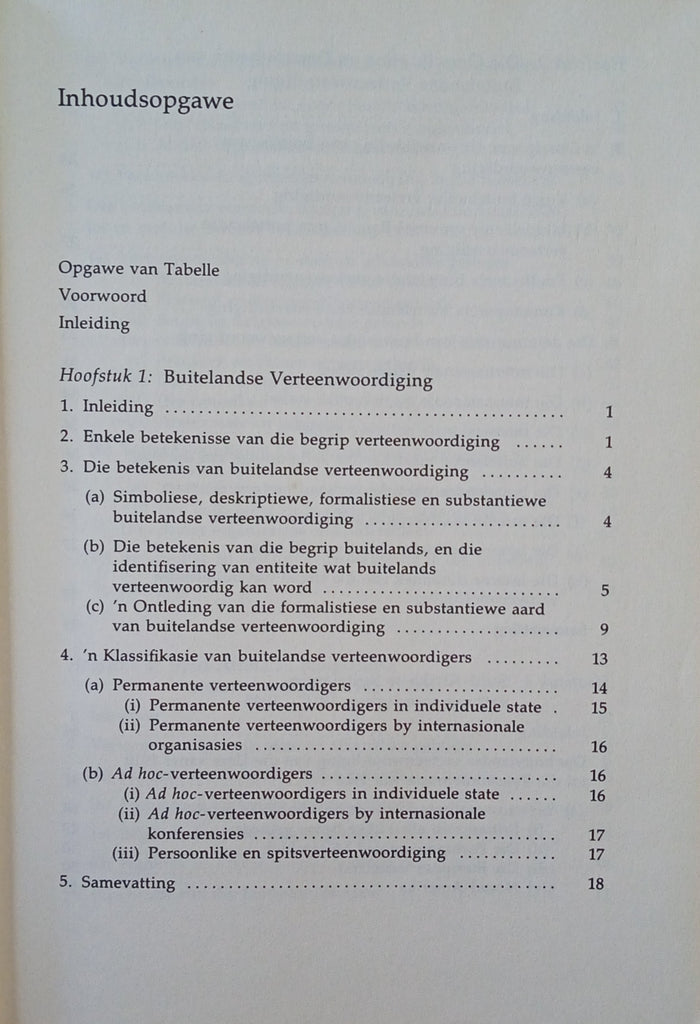 Inhoudsopgawe
Opgawe van Tabelle
Voorwoord
Inleiding
Hoofstuk 1: Buitelandse Verteenwoordiging
1. Inleiding ........................................ 1
2. Enkele betekenisse van die begrip verteenwoordiging ...... 1
3. Die betekenis van buitelandse verteenwoordiging .......... 4
(a) Simboliese, deskriptiewe, formalistiese en substantiewe
buitelandse verteenwoordiging ........................ 4
(b) Die betekenis van die begrip buitelands, en die
identifisering van entiteite wat buitelands
verteenwoordig kan word ............................. 5
(c) 'n Ontleding van die formalistiese en substantiewe aard
van buitelandse verteenwoordiging .................... 9
4. 'n Klassifikasie van buitelandse verteenwoordigers ......... 13
(a) Permanente verteenwoordigers ........................ 14
(i) Permanente verteenwoordigers in individuele state . 15
(ii) Permanente verteenwoordigers by internasionale
organisasies ..................................... 16
(b) Ad hoc-verteenwoordigers ............................. 16
(i) Ad hoc-verteenwoordigers in individuele state ...... 16
(ii) Ad hoc-verteenwoordigers by internasionale
konferensies ..................................... 17
(iii) Persoonlike en spitsverteenwoordiging ............ 17
5. Samevatting .......................................... 18